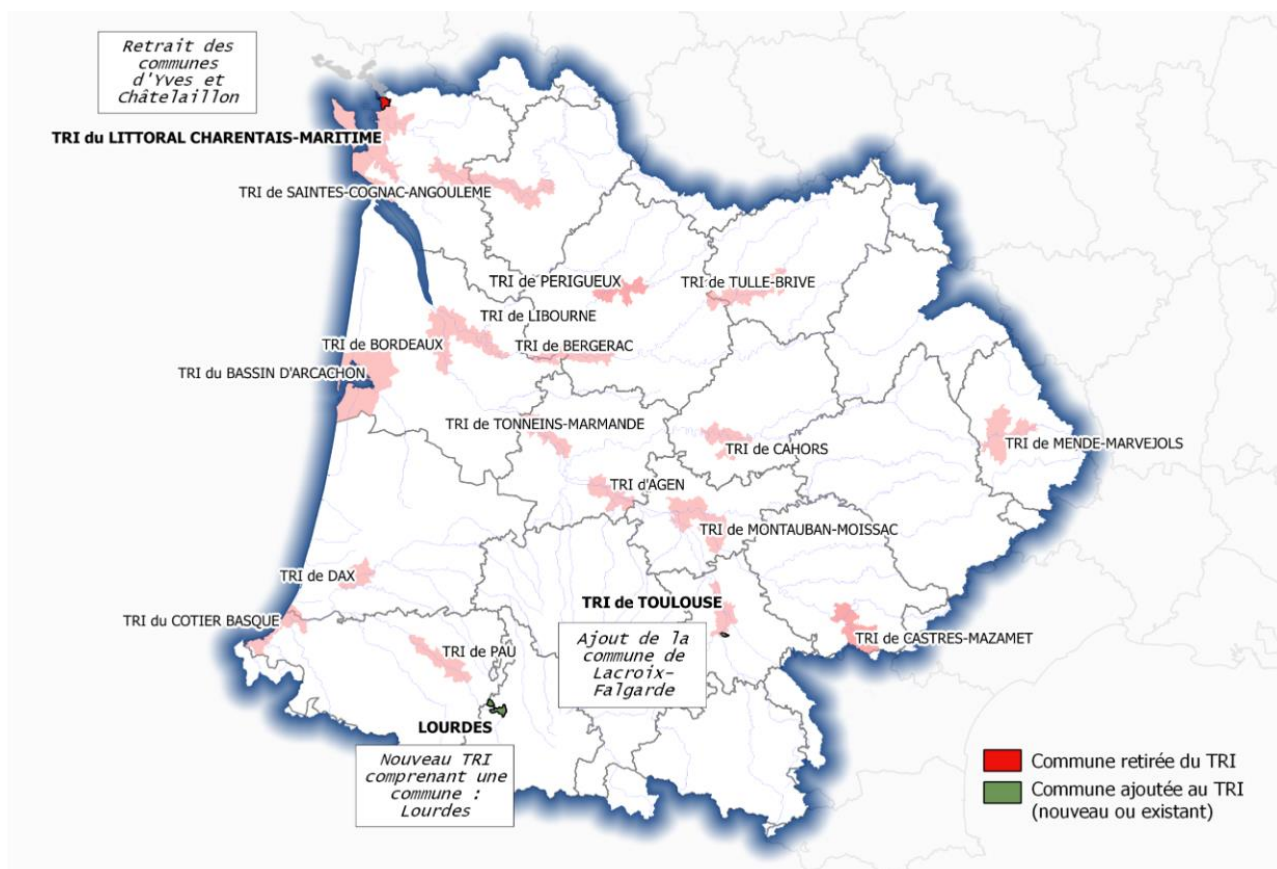 Retrait des
communes
d'Yves et
Châtelaillon
TRI du LITTORAL CHARENTAIS-MARITIME
TRI de SAINTES-COGNAC-ANGOULEME
TRI de PERIGUEUX
TRI de TULLE-BRIVE
TRI de LIBOURNE
TRI de BORDEAUX
TRI de BERGERAC
TRI du BASSIN D'ARCACHON
TRI de TONNEINS-MARMANDE
TRI de CAHORS
TRI de MENDE-MARVEJOLS
TRI d'AGEN
TRI de MONTAUBAN-MOISSAC
TRI de DAX
TRI de TOULOUSE
TRI du COTIER BASQUE
TRI de CASTRES-MAZAMET
Ajout de la
commune de
Lacroix-
Falgarde
TRI de PAU
LOURDES
Nouveau TRI
comprenant une
commune :
Lourdes
Commune retirée du TRI
Commune ajoutée au TRI
(nouveau ou existant)